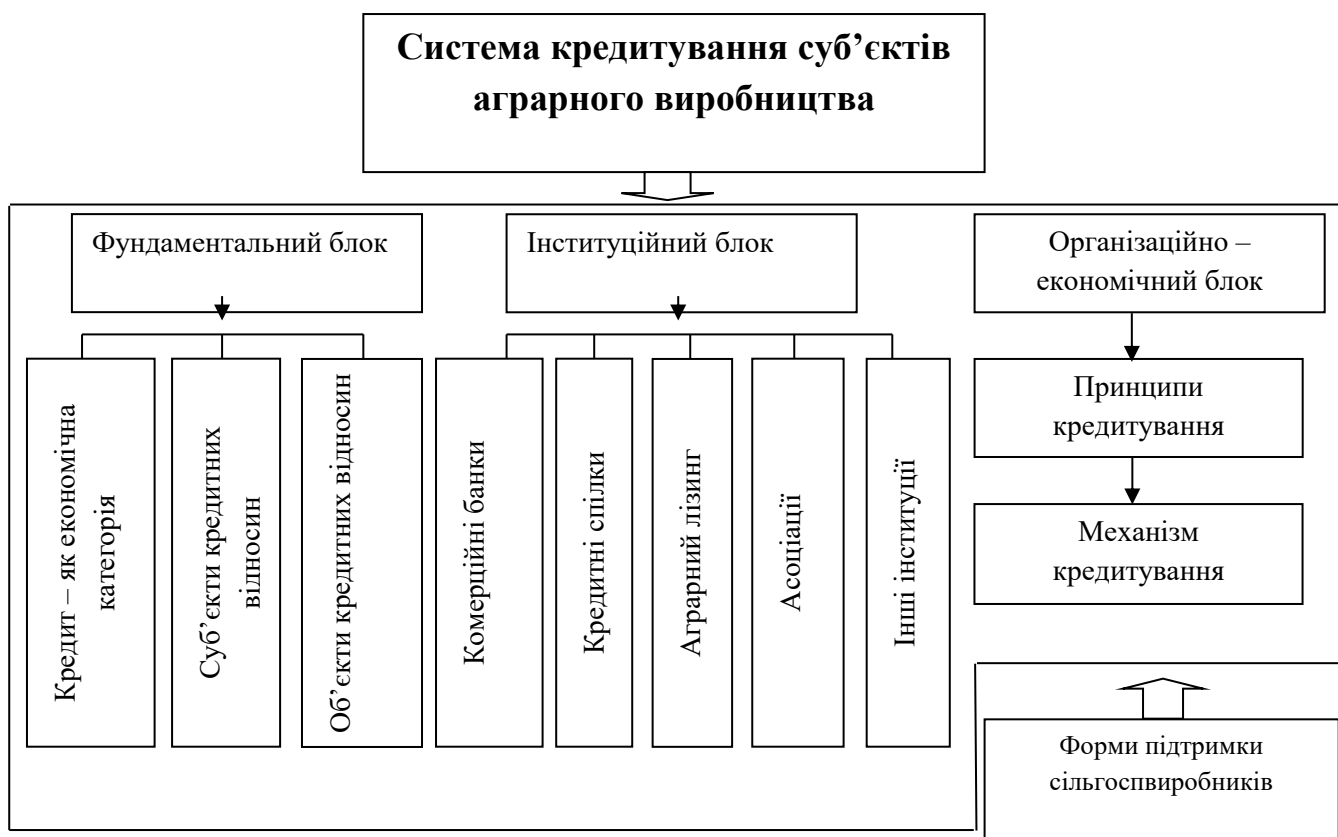 Система кредитування суб’єктів
аграрного виробництва
Фундаментальний блок
Інституційний блок
Організаційно –
економічний блок
Кредит – як економічна
категорія
Суб’єкти кредитних
відносин
Об’єкти кредитних відносин
Комерційні банки
Кредитні спілки
Аграрний лізинг
Асоціації
Інші інституції
Принципи
кредитування
Механізм
кредитування
Форми підтримки
сільгоспвиробників